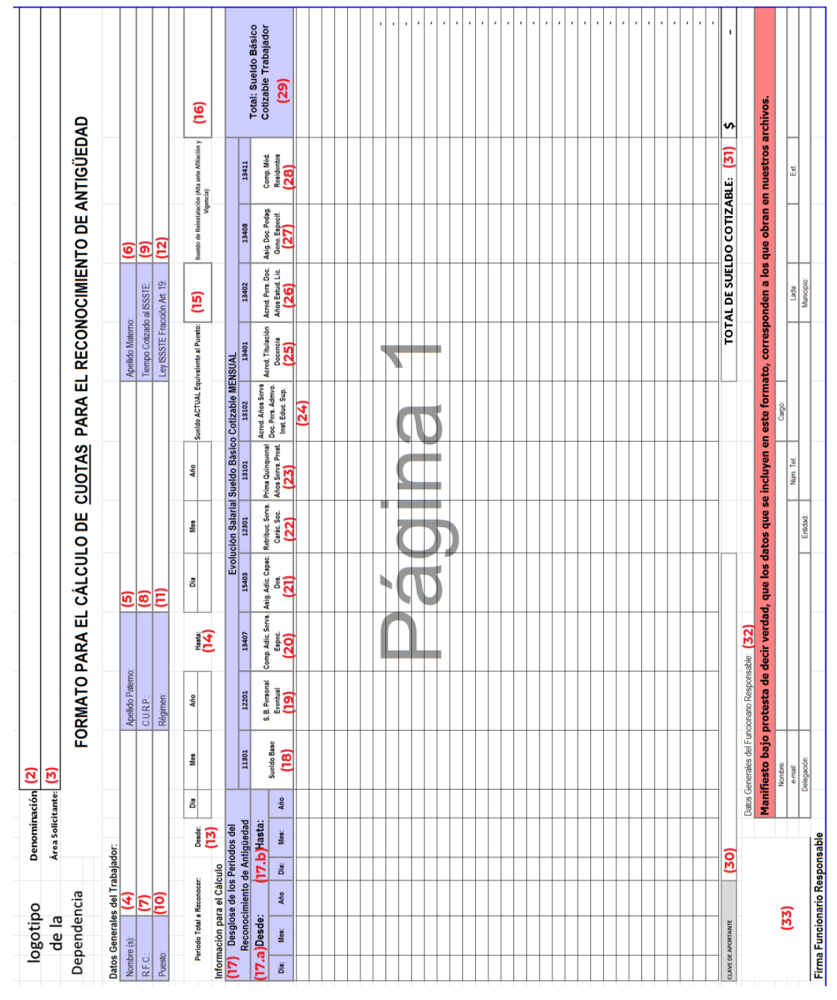 logotipo
de la
Dependencia
Denominación (2)
Área Solicitante: (3)
FORMATO PARA EL CÁLCULO DE CUOTAS PARA EL RECONOCIMIENTO DE ANTIGÜEDAD
Datos Generales del Trabajador:
Nombre (s): (4) Apellido Paterno: (5) Apellido Materno: (6)
R.F.C.: (7) C.U.R.P.: (8) Tiempo Cotizado al ISSSTE: (9)
Puesto: (10) Régimen: (11) Ley ISSSTE Fracción Art. 19: (12)
Periodo Total a Reconocer: Desde: (13) Día Mes Año Hasta: (14) Día Mes Año Sueldo ACTUAL Equivalente al Puesto: (15) Sueldo de Reinstalación (Alta ante Afiliación y
Vigencia): (16)
Información para el Cálculo
(17) Desglose de los Períodos del
Reconocimiento de Antigüedad
Evolución Salarial Sueldo Básico Cotizable MENSUAL
11301 12201 13407 15403 12301 13101 13102 13401 13402 13408 13411
(17.a)Desde: (17.b)Hasta:
Día: Mes: Año Día: Mes: Año
Sueldo Base
(18)
S. B. Personal
Eventual
(19)
Comp. Adic. Servs.
Espec.
(20)
Asig. Adic. Capac.
Des.
(21)
Retribuc. Servs.
Carác. Soc.
(22)
Prima Quinquenal
Años Servs. Prest.
(23)
Acred. Años Servs
Doc. Pers. Admvo.
Inst. Educ. Sup.
(24)
Acred. Titulación
Docencia
(25)
Acred. Pers. Doc.
Años Estud. Lic.
(26)
Asig. Doc. Pedag.
Gene. Específ.
(27)
Comp. Méd.
Residentes
(28)
Total: Sueldo Básico
Cotizable Trabajador
(29)
Página 1
- - - - - - - - - - - - - - - - - - - - - - - - - - -
CLAVE DE APORTANTE (30) TOTAL DE SUELDO COTIZABLE: (31) $ -
Datos Generales del Funcionario Responsable: (32)
Manifiesto bajo protesta de decir verdad, que los datos que se incluyen en este formato, corresponden a los que obran en nuestros archivos.
Nombre: Cargo:
e-mail: Núm. Tel. Lada: Ext:
Delegación: Entidad: Municipio:
(33)
Firma Funcionario Responsable